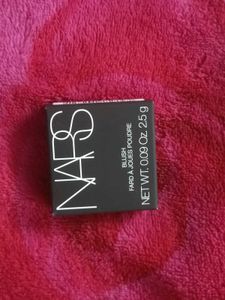 NARS
BLUSH
FARD À JOUES POUDRE
NET WT. 0.09 Oz. 2.5 g